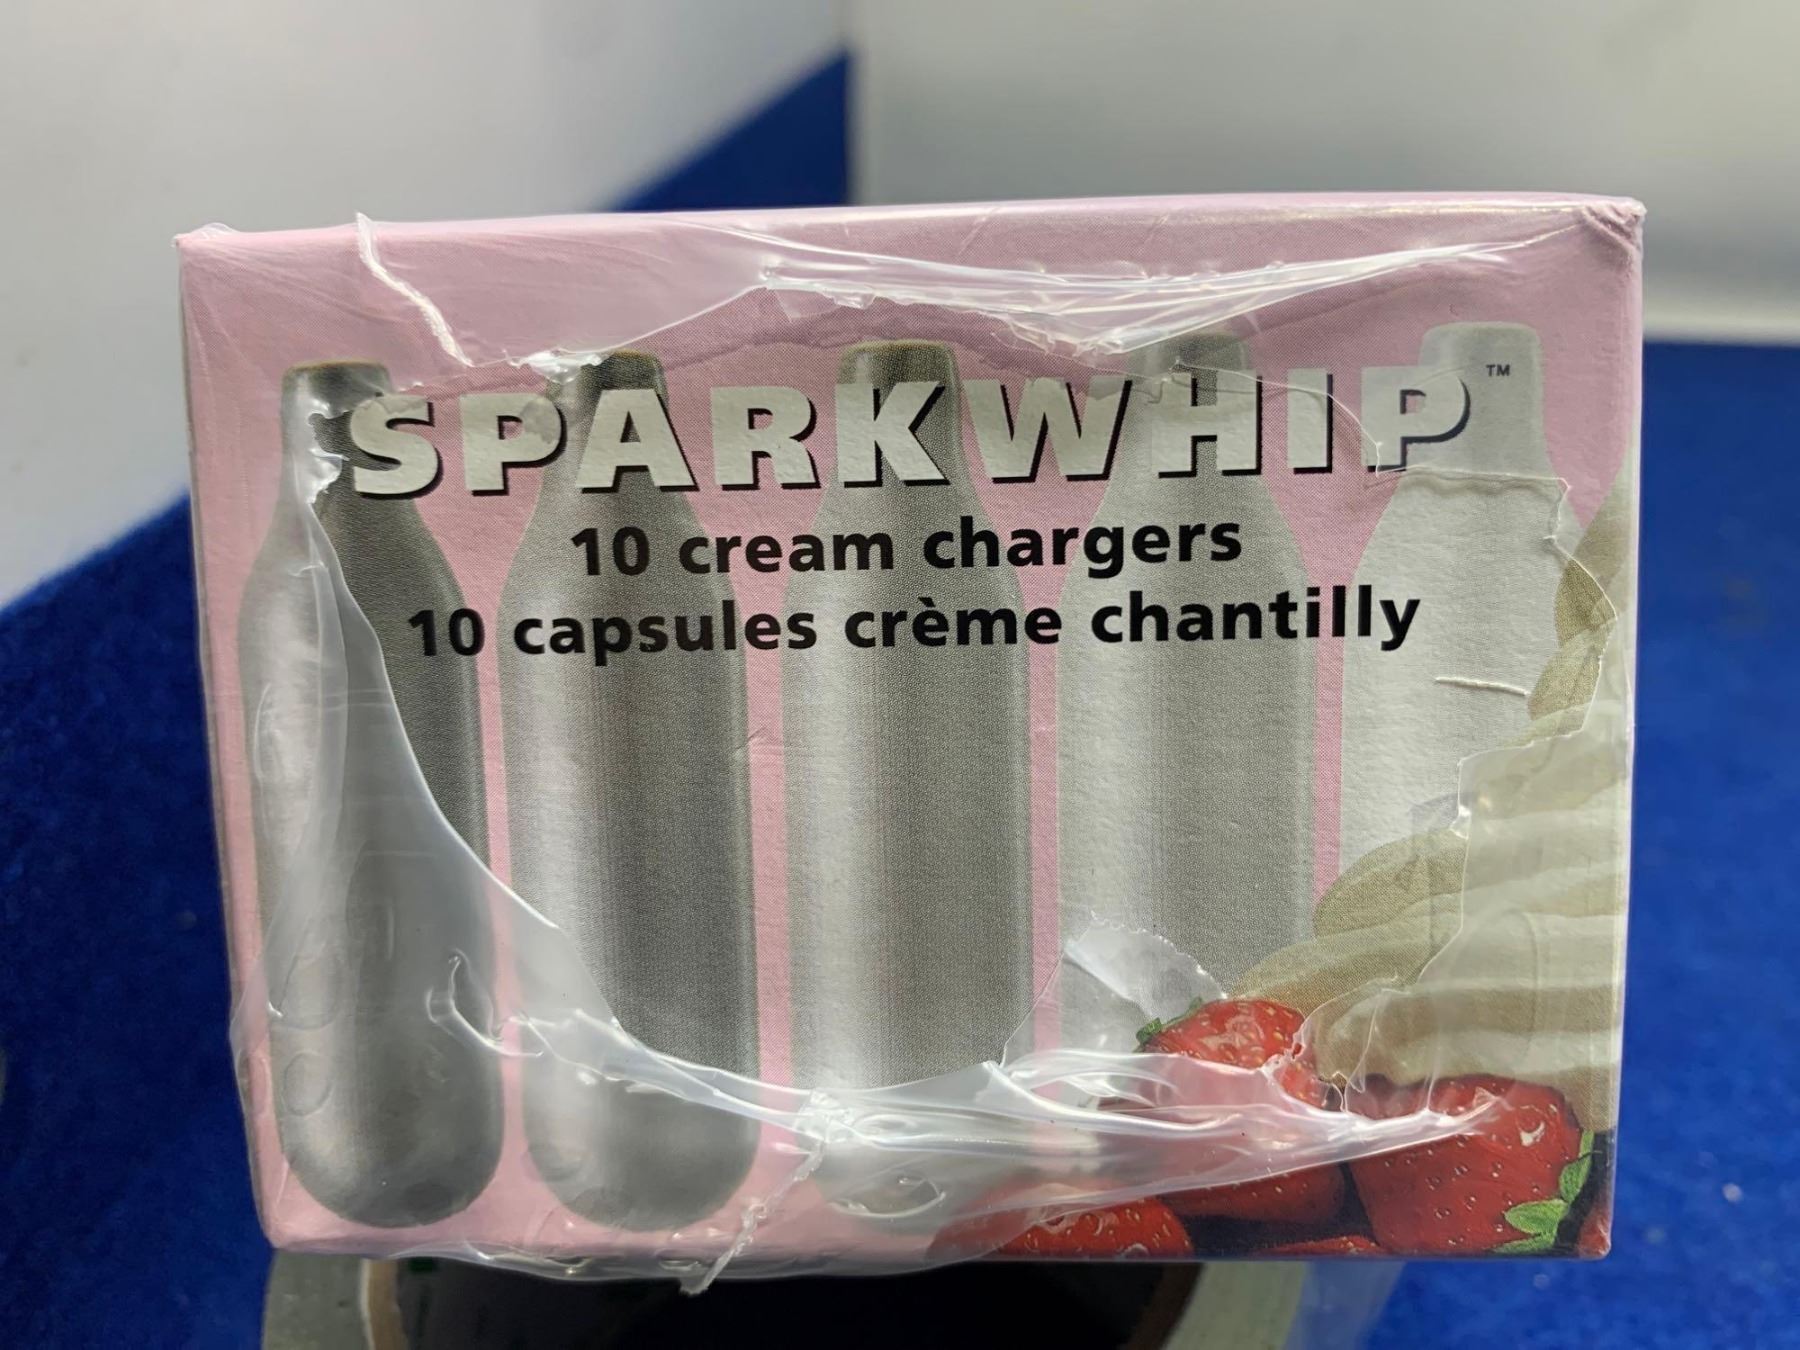 SPARKWHIP™
10 cream chargers
10 capsules crème chantilly